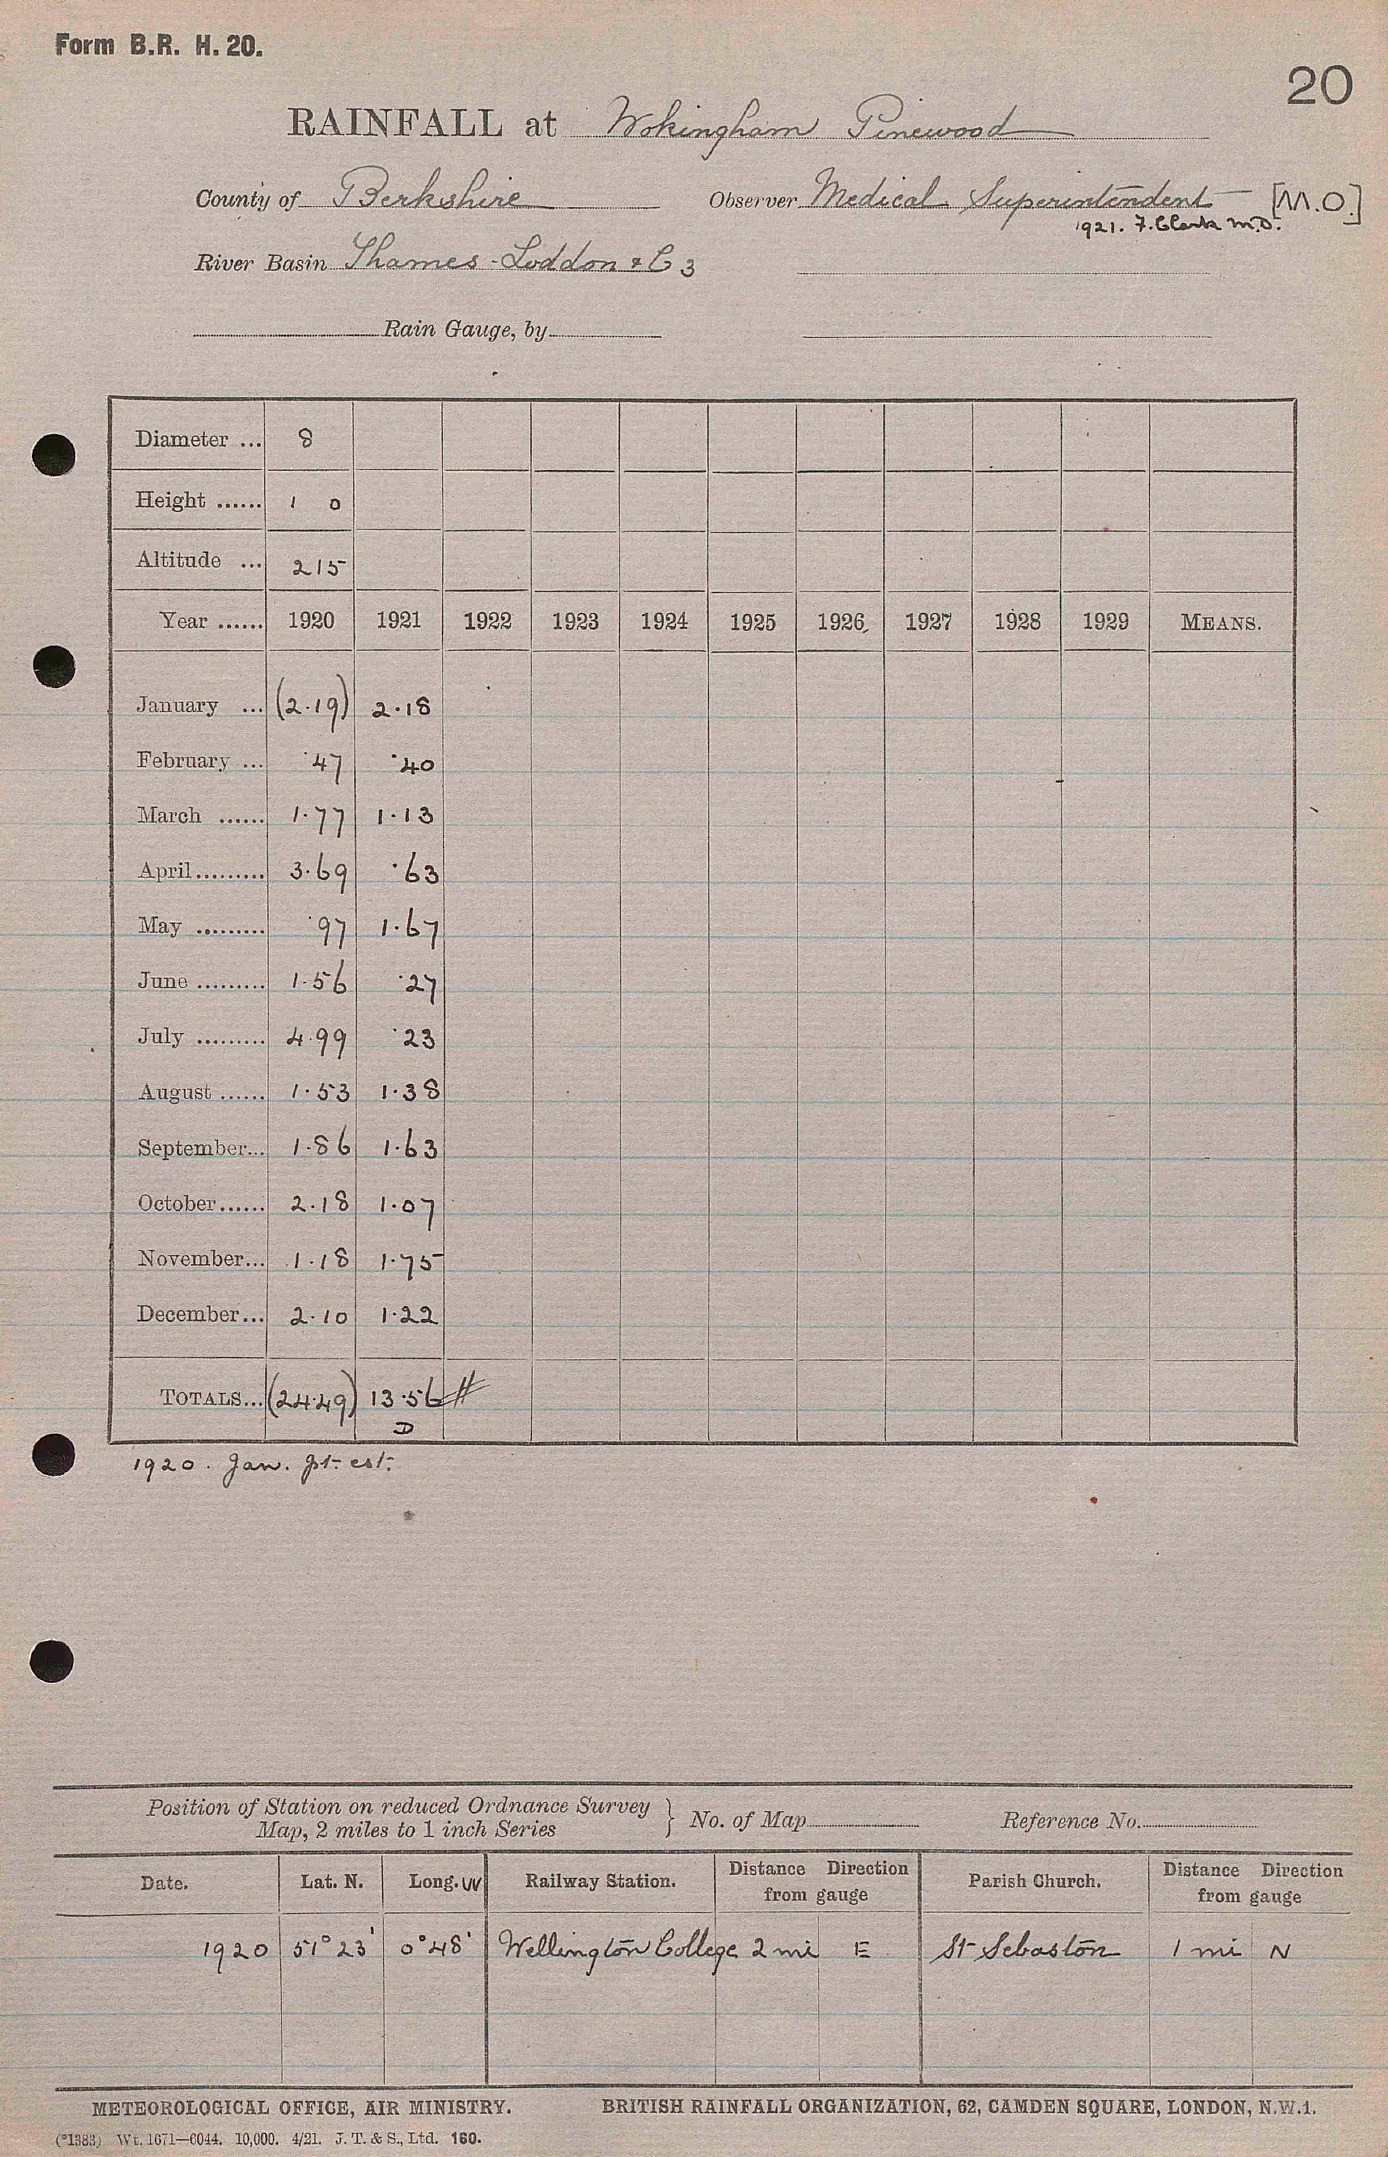 Form B.R. H. 20.
20
RAINFALL at Wokingham Pinewood
County of Berkshire Observer Medical Superintendent [M.O.]
1921. F. Clark M.D.
River Basin Thames - Loddon & C 3
Rain Gauge, by
Diameter ... 8
Height ...... 1 0
Altitude ... 215
Year ...... 1920 1921 1922 1923 1924 1925 1926 1927 1928 1929 MEANS.
January ... (2.19) 2.18
February ... .47 .40
March ...... 1.77 1.13
April ......... 3.69 .63
May ......... .97 1.67
June ......... 1.56 .27
July ......... 4.99 .23
August ...... 1.53 1.38
September... 1.86 1.63
October ...... 2.18 1.07
November... 1.18 1.75
December... 2.10 1.22
TOTALS... (24.49) 13.56 #
D
1920. Jan. pt. est.
Position of Station on reduced Ordnance Survey
Map, 2 miles to 1 inch Series } No. of Map Reference No.
Date. Lat. N. Long. W Railway Station. Distance Direction from gauge Parish Church. Distance Direction from gauge
1920 51° 23' 0° 48' Wellington College 2 mi E St Sebaston 1 mi N
METEOROLOGICAL OFFICE, AIR MINISTRY. BRITISH RAINFALL ORGANIZATION, 62, CAMDEN SQUARE, LONDON, N.W.1.
(*1383) Wt. 1671—6044. 10,000. 4/21. J. T. & S., Ltd. 160.